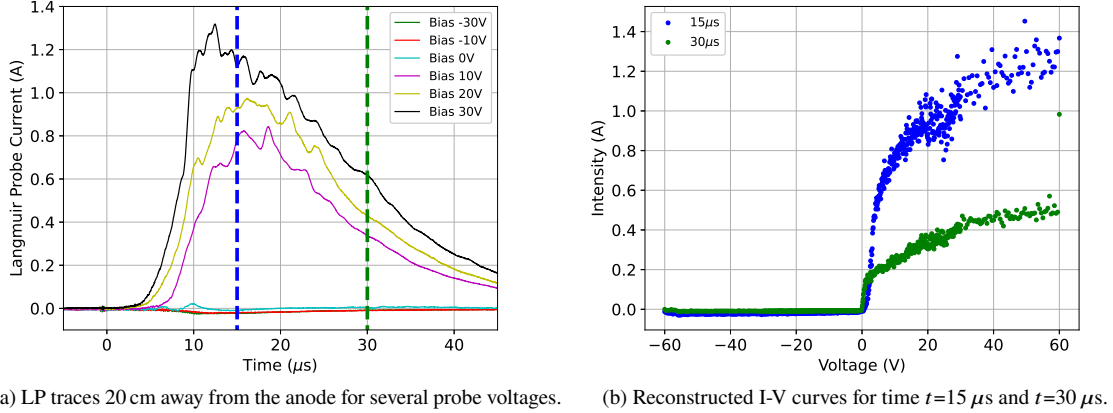 1.4
1.2
1.0
0.8
0.6
0.4
0.2
0.0
Langmuir Probe Current (A)
0
10
20
30
40
Time (μs)
Bias -30V
Bias -10V
Bias 0V
Bias 10V
Bias 20V
Bias 30V
a) LP traces 20 cm away from the anode for several probe voltages.
1.4
1.2
1.0
0.8
0.6
0.4
0.2
0.0
Intensity (A)
−60
−40
−20
0
20
40
60
Voltage (V)
15μs
30μs
(b) Reconstructed I-V curves for time t=15 μs and t=30 μs.